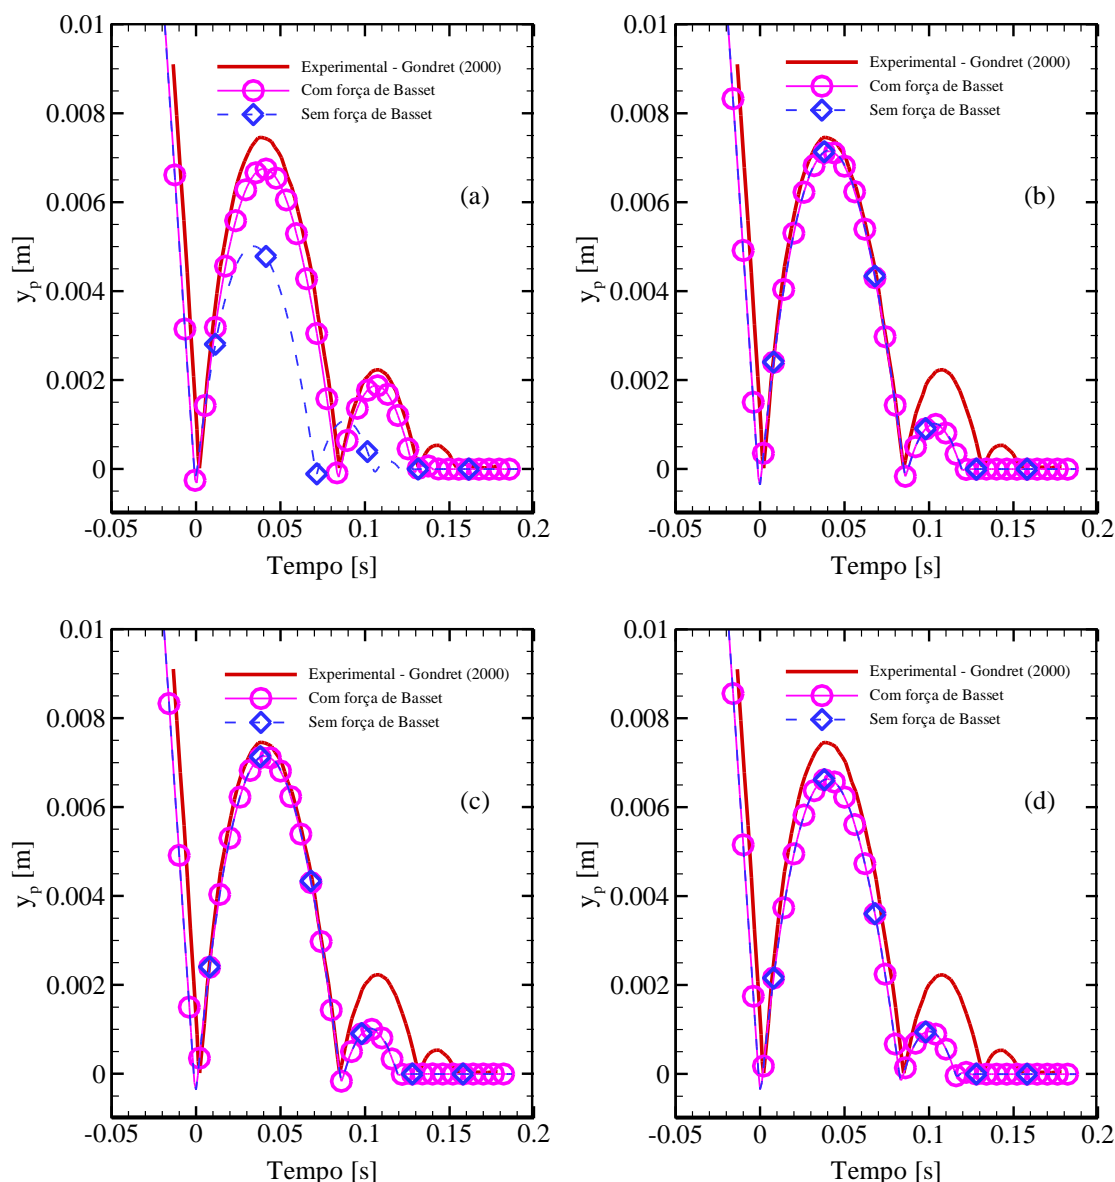 0.01
0.008
0.006
0.004
0.002
0
-0.05
0
0.05
0.1
0.15
0.2
y_p [m]
Tempo [s]
Experimental - Gondret (2000)
Com força de Basset
Sem força de Basset
(a)
0.01
0.008
0.006
0.004
0.002
0
-0.05
0
0.05
0.1
0.15
0.2
y_p [m]
Tempo [s]
Experimental - Gondret (2000)
Com força de Basset
Sem força de Basset
(b)
0.01
0.008
0.006
0.004
0.002
0
-0.05
0
0.05
0.1
0.15
0.2
y_p [m]
Tempo [s]
Experimental - Gondret (2000)
Com força de Basset
Sem força de Basset
(c)
0.01
0.008
0.006
0.004
0.002
0
-0.05
0
0.05
0.1
0.15
0.2
y_p [m]
Tempo [s]
Experimental - Gondret (2000)
Com força de Basset
Sem força de Basset
(d)